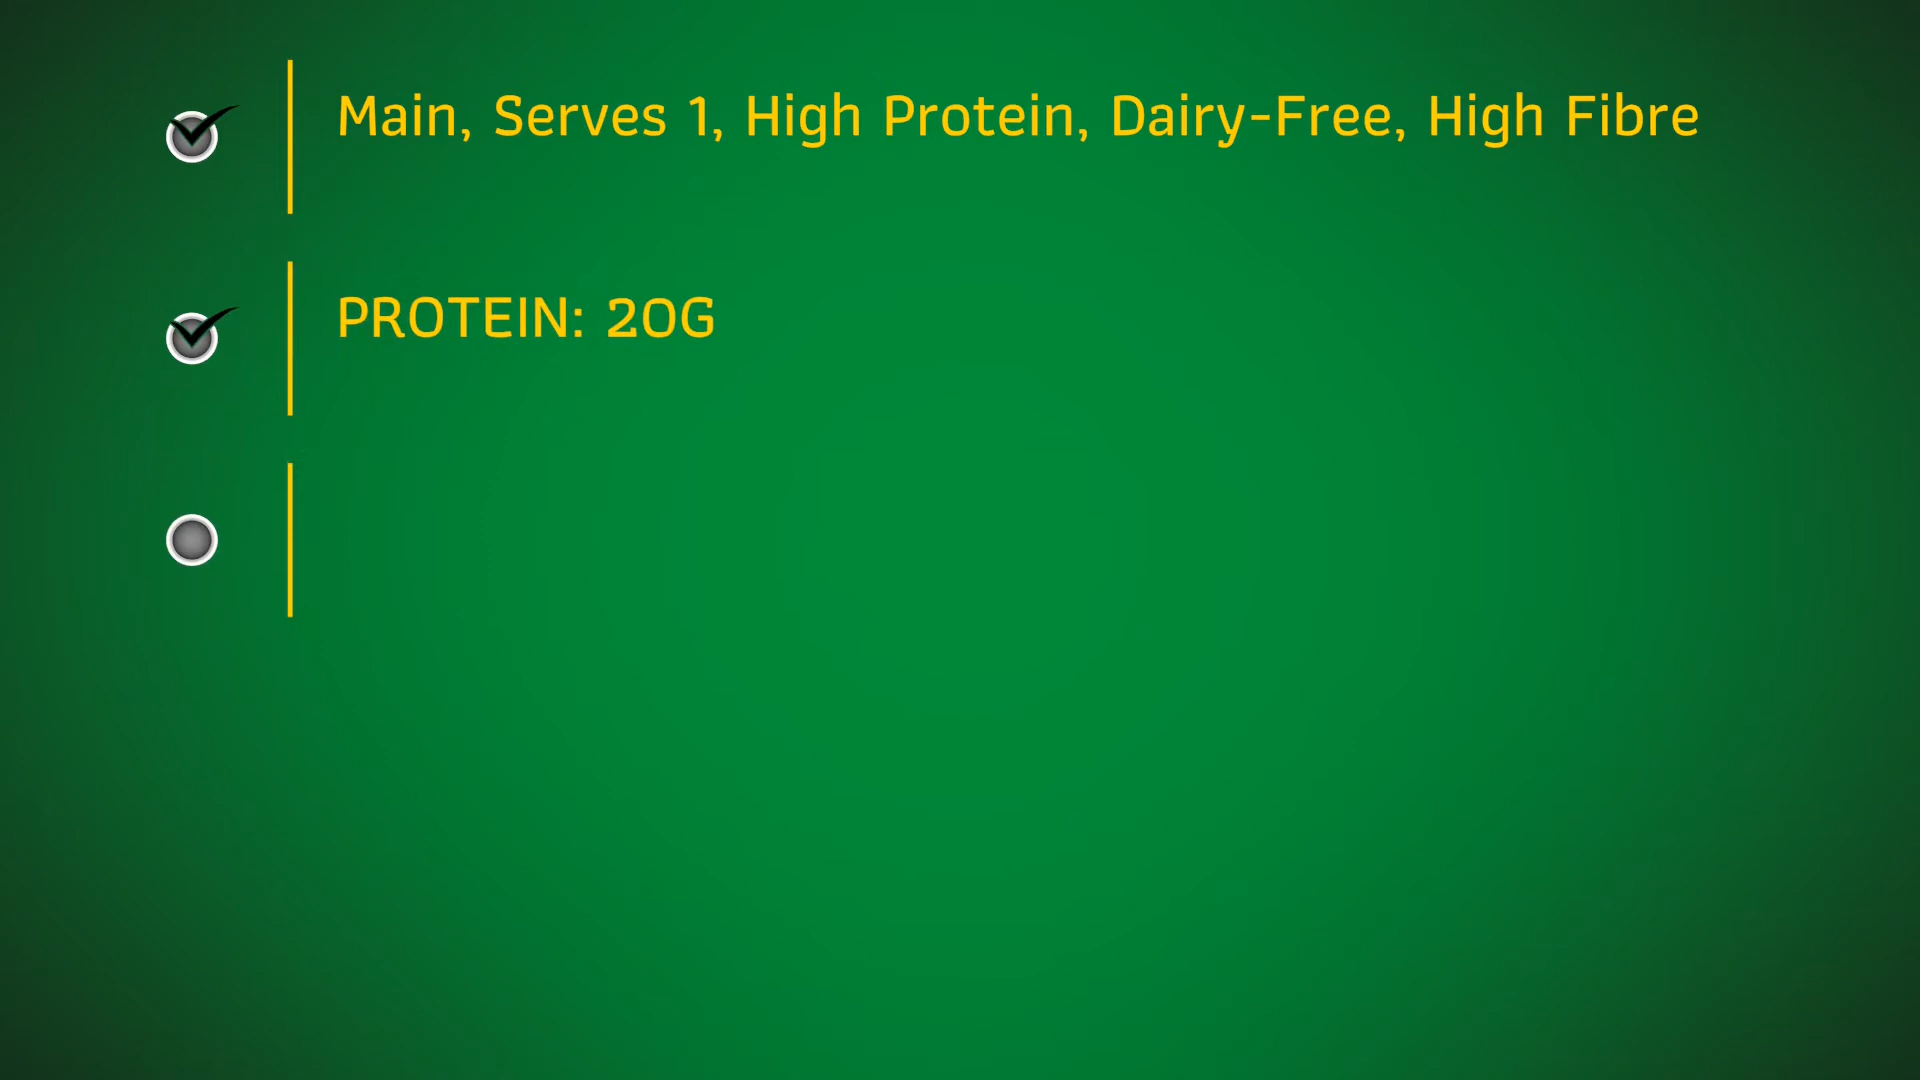 Main, Serves 1, High Protein, Dairy-Free, High Fibre
PROTEIN: 20G